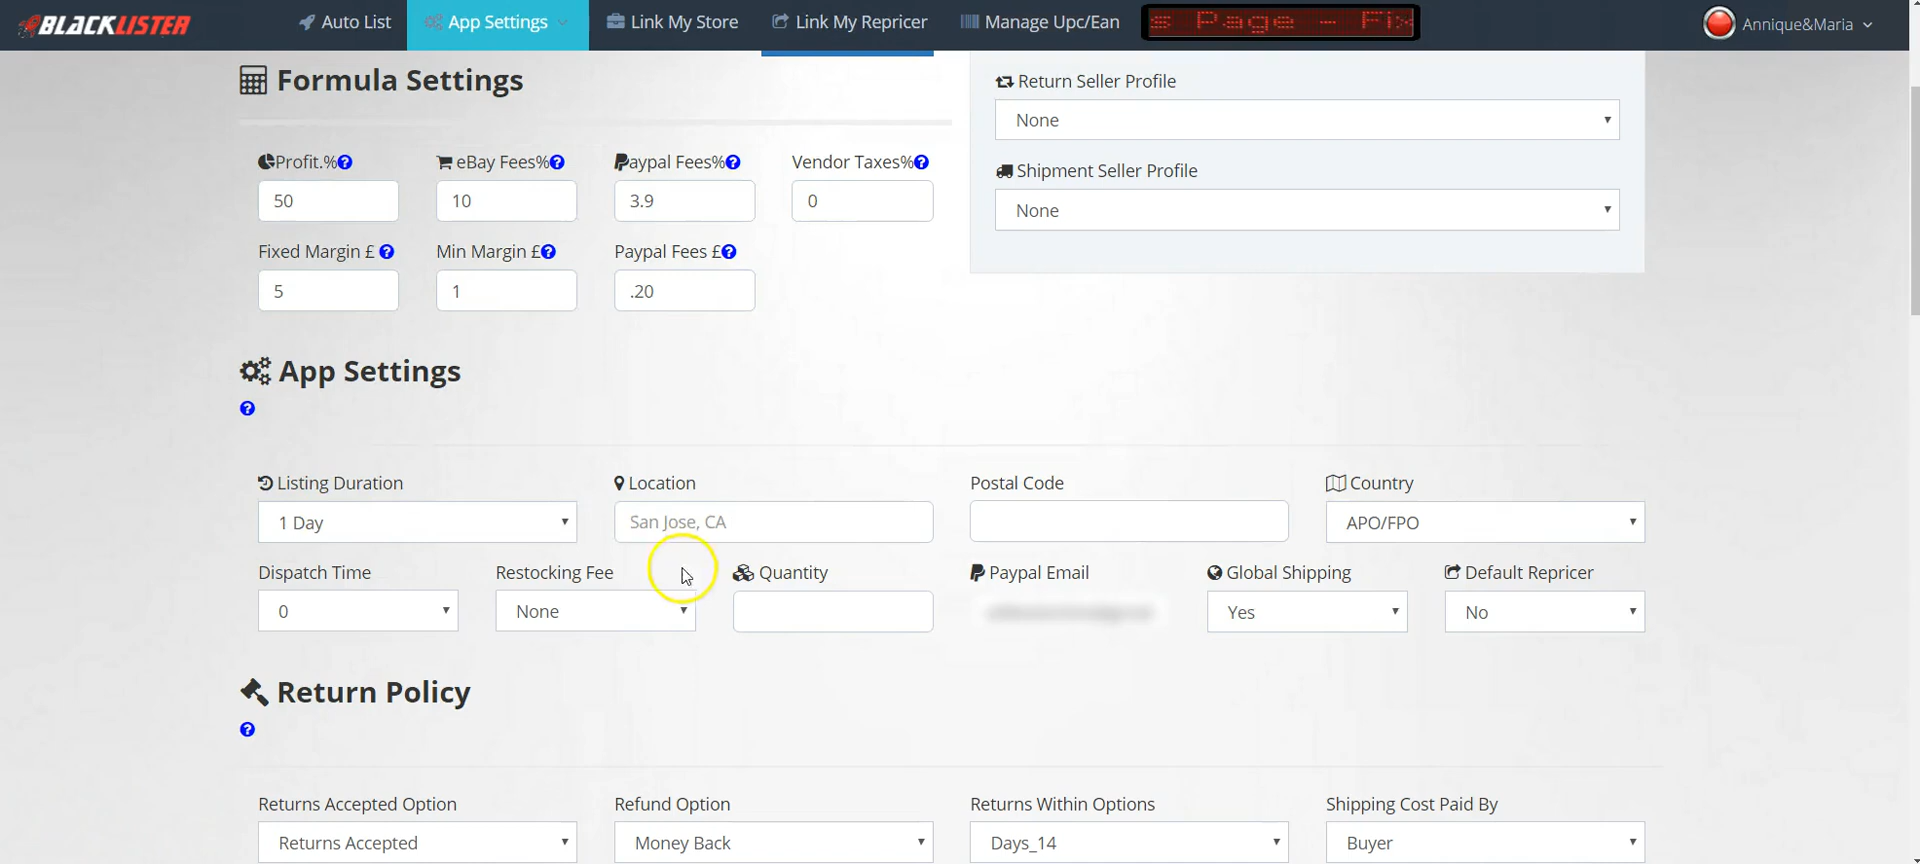 BLACKLISTER Auto List App Settings Link My Store Link My Repricer Manage Upc/Ean s Page - Fix Annique&Maria
Formula Settings
Return Seller Profile
None
Profit.% eBay Fees% Paypal Fees% Vendor Taxes%
Shipment Seller Profile
50 10 3.9 0
None
Fixed Margin £ Min Margin £ Paypal Fees £
5 1 .20
App Settings
Listing Duration Location Postal Code Country
1 Day San Jose, CA APO/FPO
Dispatch Time Restocking Fee Quantity Paypal Email Global Shipping Default Repricer
0 None Yes No
Return Policy
Returns Accepted Option Refund Option Returns Within Options Shipping Cost Paid By
Returns Accepted Money Back Days_14 Buyer